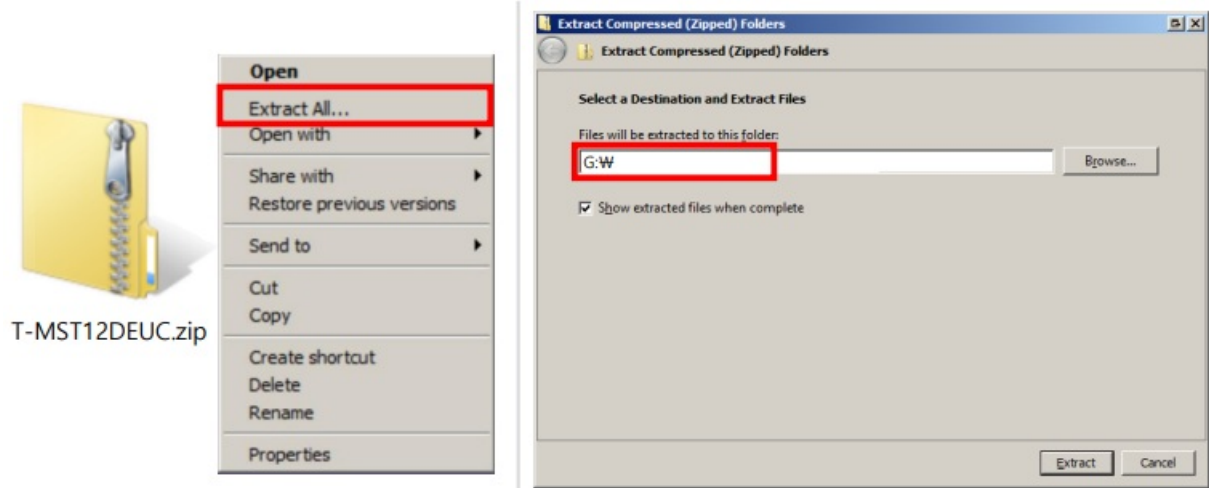 T-MST12DEUC.zip
Open
Extract All...
Open with
Share with
Restore previous versions
Send to
Cut
Copy
Create shortcut
Delete
Rename
Properties
Extract Compressed (Zipped) Folders
Extract Compressed (Zipped) Folders
Select a Destination and Extract Files
Files will be extracted to this folder:
G:₩
Browse...
Show extracted files when complete
Extract
Cancel